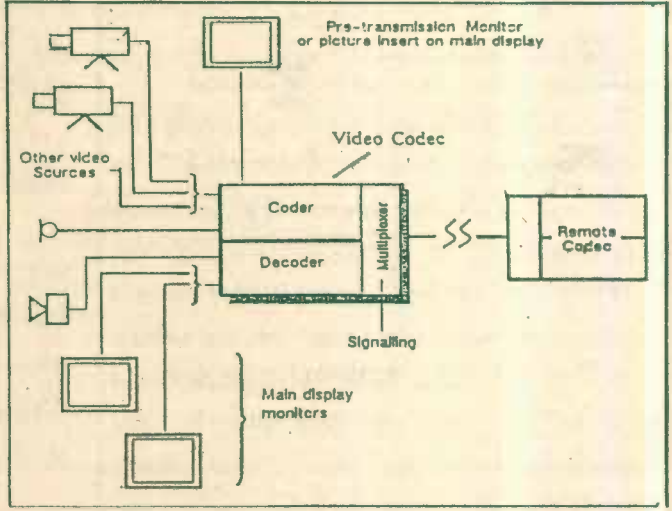 Pre-transmission Monitor
or picture insert on main display
Video Codec
Other video
Sources
Coder
Decoder
Multiplexer
Remote
Codec
Signalling
Main display
monitors